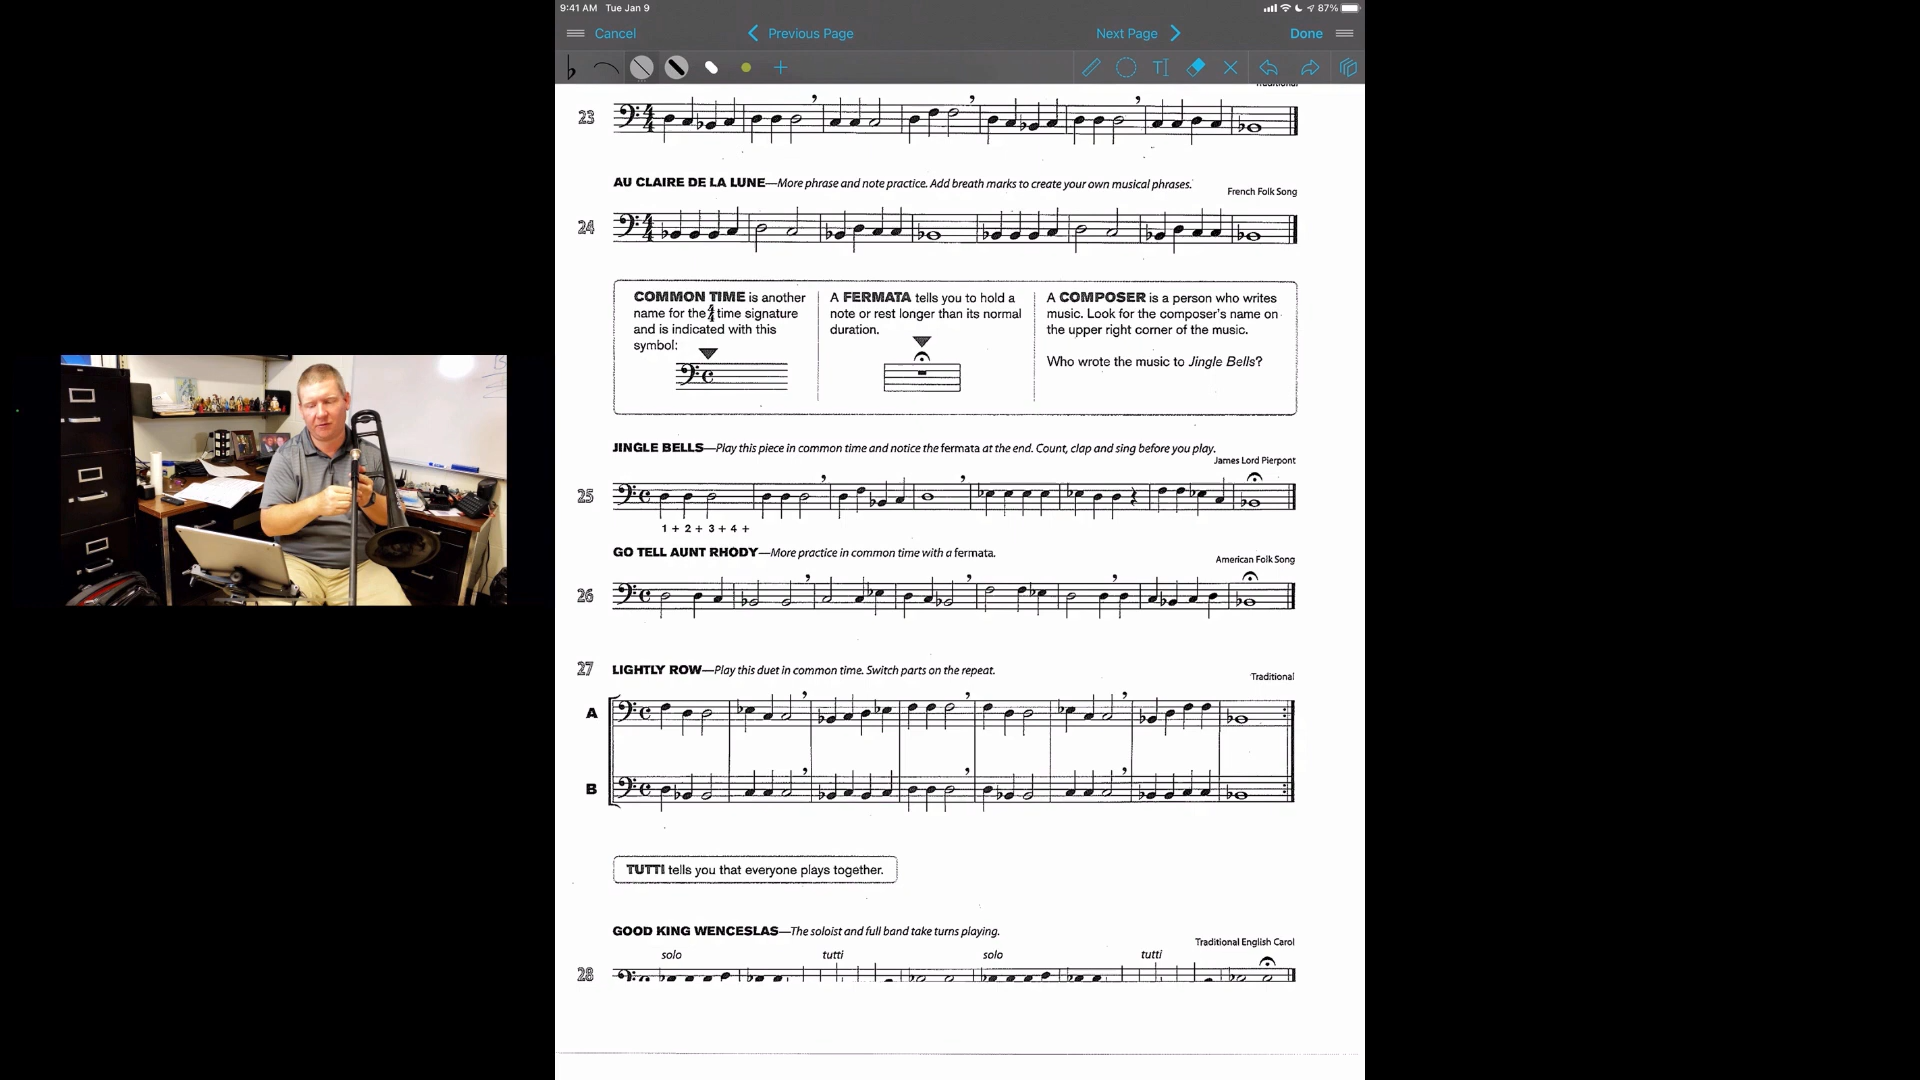 9:41 AM Tue Jan 9
87%
Cancel
Previous Page
Next Page
Done
Traditional
23
AU CLAIRE DE LA LUNE—More phrase and note practice. Add breath marks to create your own musical phrases.
French Folk Song
24
COMMON TIME is another
name for the 4/4 time signature
and is indicated with this
symbol:
A FERMATA tells you to hold a
note or rest longer than its normal
duration.
A COMPOSER is a person who writes
music. Look for the composer's name on
the upper right corner of the music.
Who wrote the music to Jingle Bells?
JINGLE BELLS—Play this piece in common time and notice the fermata at the end. Count, clap and sing before you play.
James Lord Pierpont
25
1 + 2 + 3 + 4 +
GO TELL AUNT RHODY—More practice in common time with a fermata.
American Folk Song
26
27 LIGHTLY ROW—Play this duet in common time. Switch parts on the repeat.
Traditional
A
B
TUTTI tells you that everyone plays together.
GOOD KING WENCESLAS—The soloist and full band take turns playing.
Traditional English Carol
solo tutti solo tutti
28